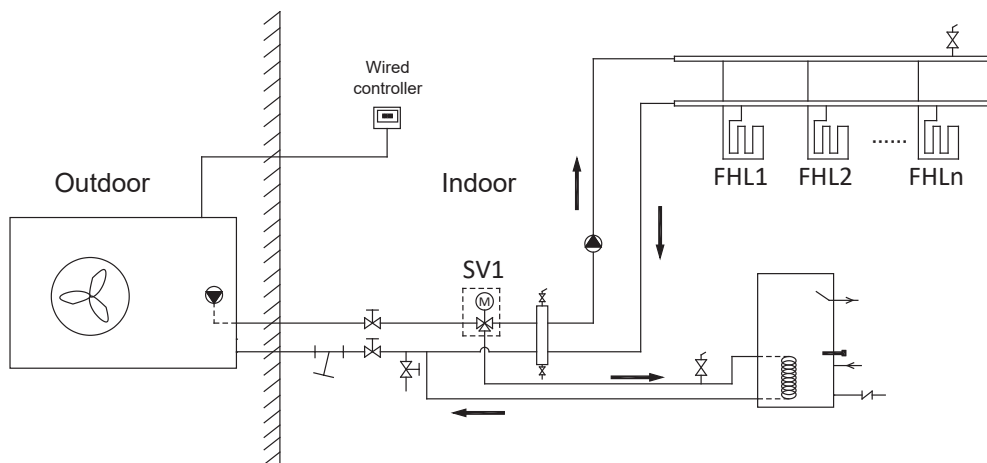 Wired
controller
Outdoor
Indoor
FHL1
FHL2
......
FHLn
SV1
M